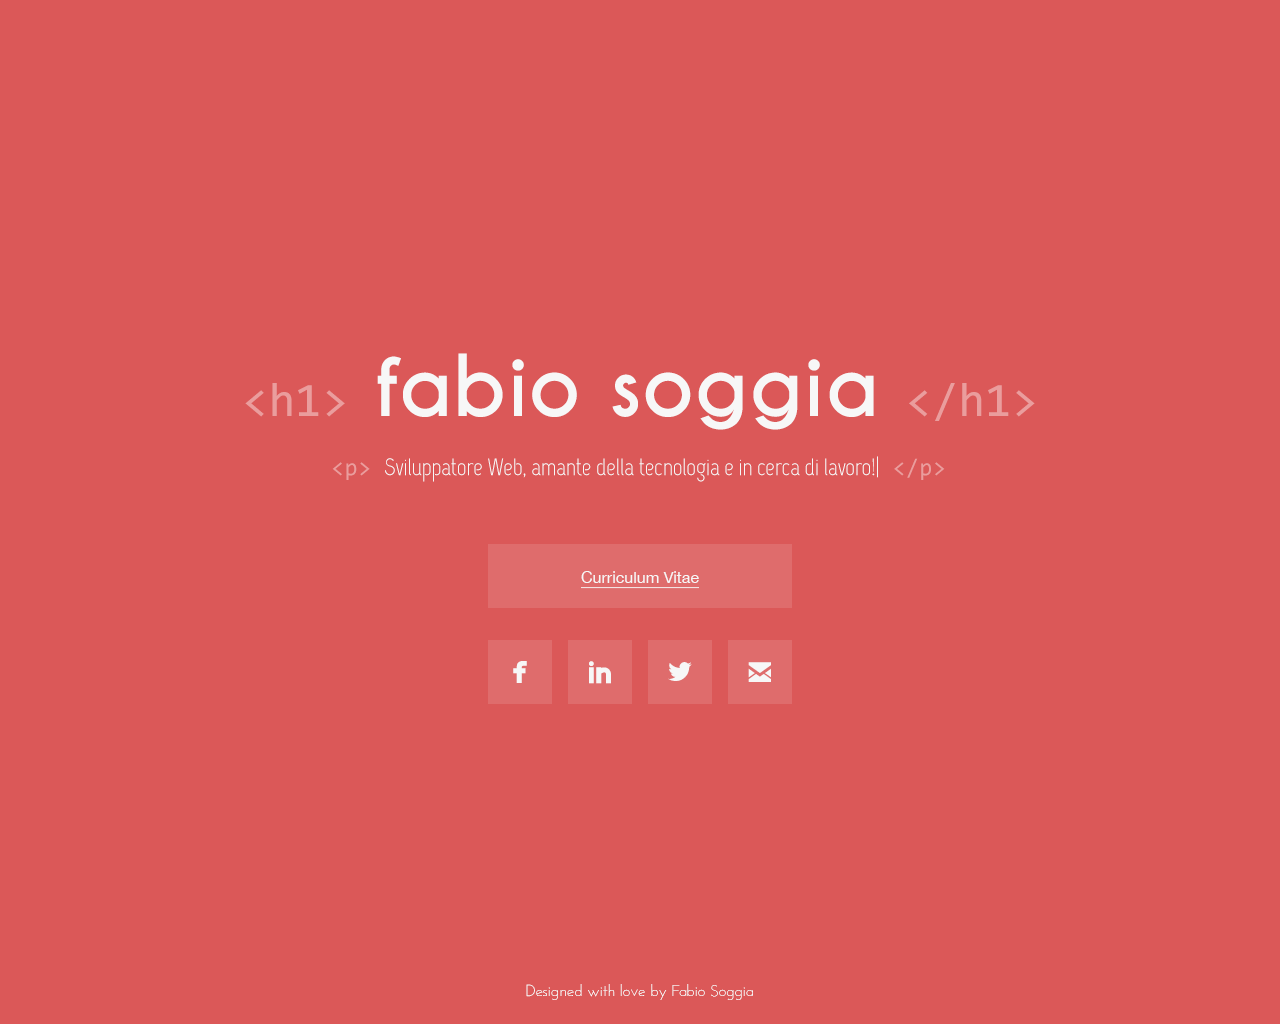 <h1> fabio soggia </h1>
<p> Sviluppatore Web, amante della tecnologia e in cerca di lavoro!| </p>
Curriculum Vitae
Designed with love by Fabio Soggia